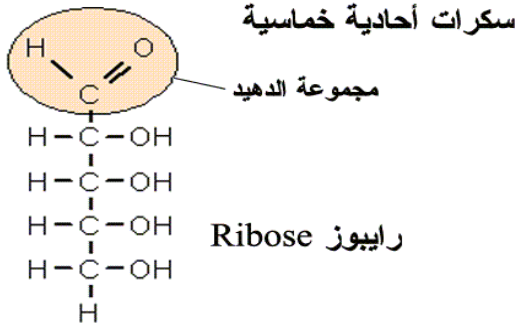 سكرات أحادية خماسية
H O
مجموعة الدهيد
C
H-C-OH
H-C-OH
رايبوز Ribose
H-C-OH
H-C-OH
H